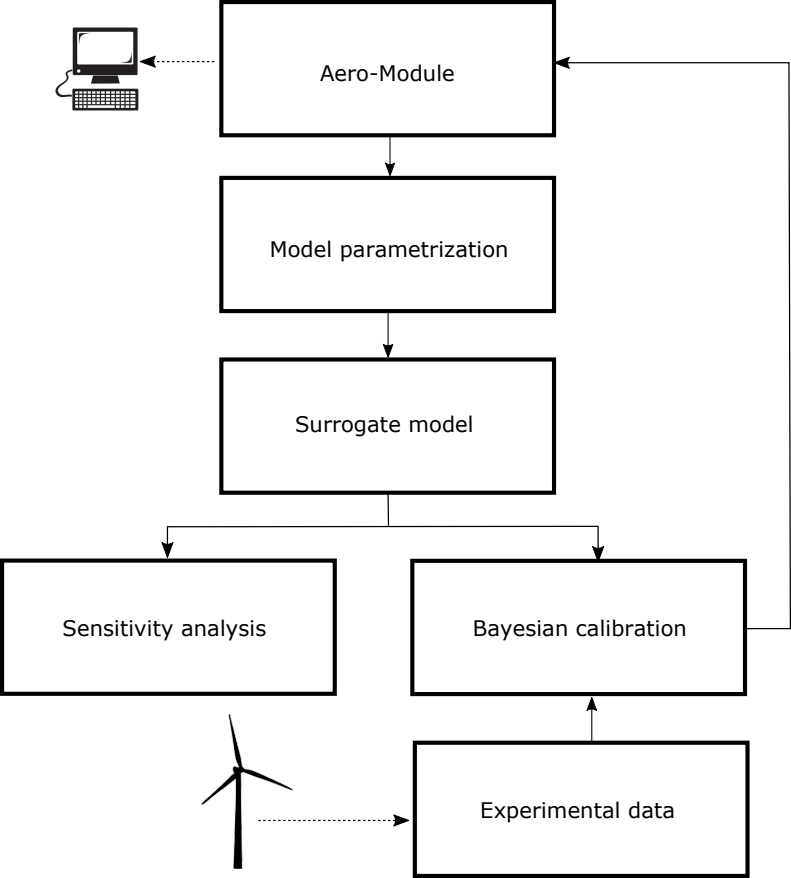 Aero-Module
Model parametrization
Surrogate model
Sensitivity analysis
Bayesian calibration
Experimental data